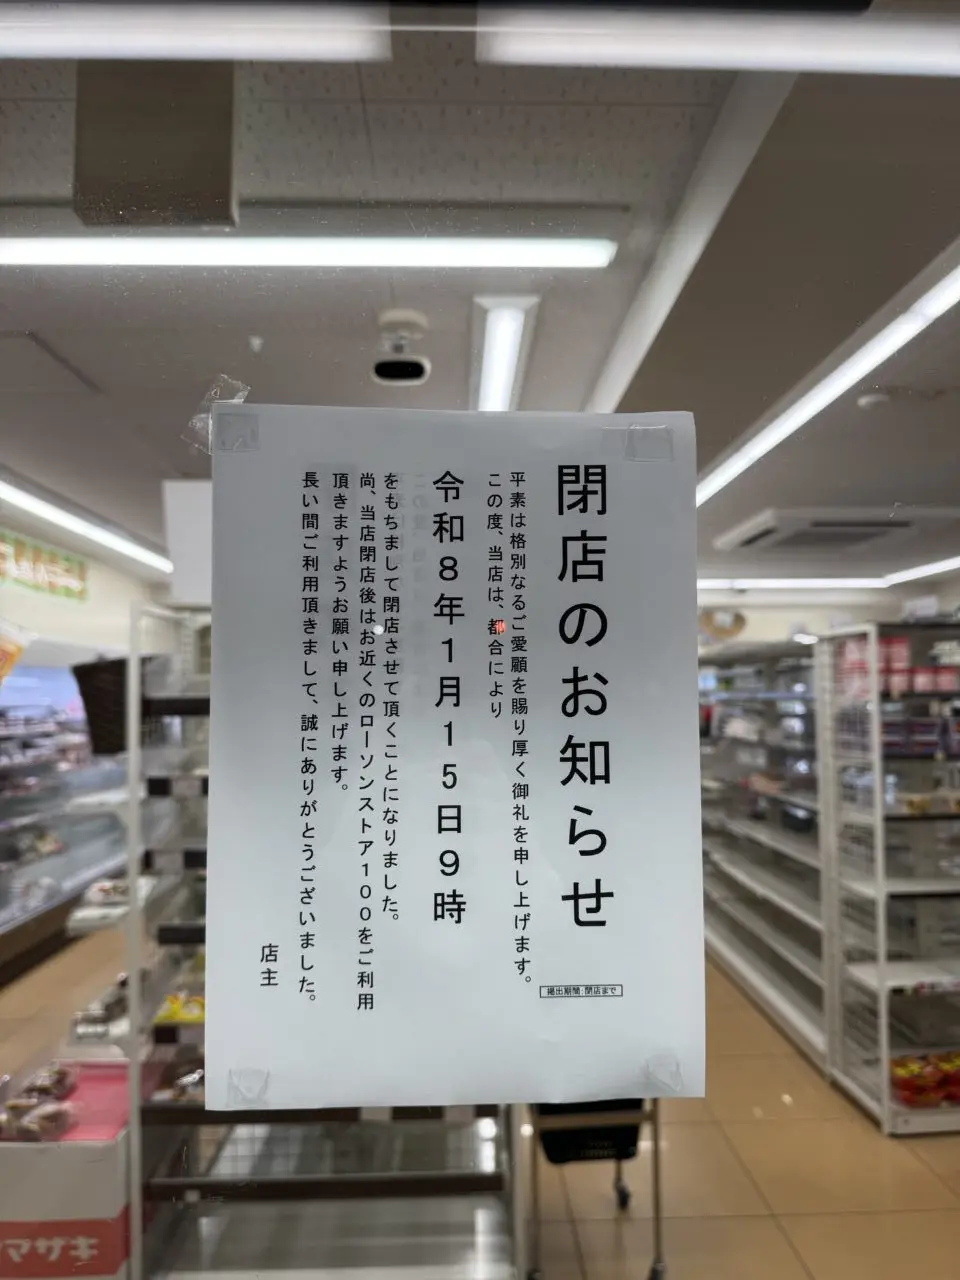 閉店のお知らせ
掲出期間：閉店まで
平素は格別なるご愛顧を賜り厚く御礼を申し上げます。
この度、当店は、都合により
令和８年１月１５日９時
をもちまして閉店させて頂くことになりました。
尚、当店閉店後はお近くのローソンストア１００をご利用
頂きますようお願い申し上げます。
長い間ご利用頂きまして、誠にありがとうございました。
店主
マザキ